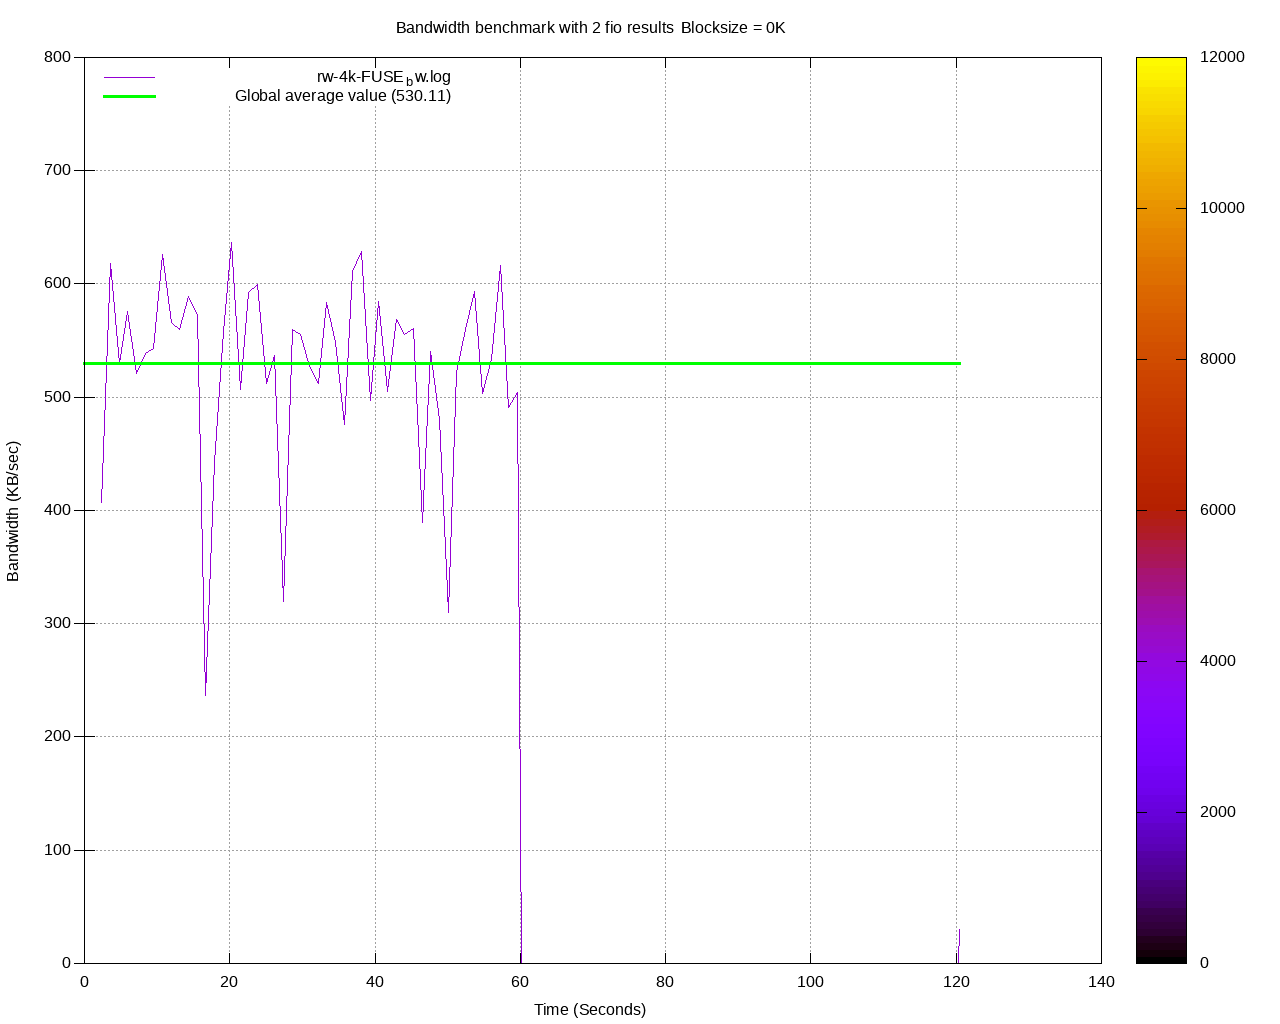 Bandwidth benchmark with 2 fio results Blocksize = 0K
rw-4k-FUSEbw.log
Global average value (530.11)
800
700
600
500
400
300
200
100
0
Bandwidth (KB/sec)
0 20 40 60 80 100 120 140
Time (Seconds)
12000
10000
8000
6000
4000
2000
0